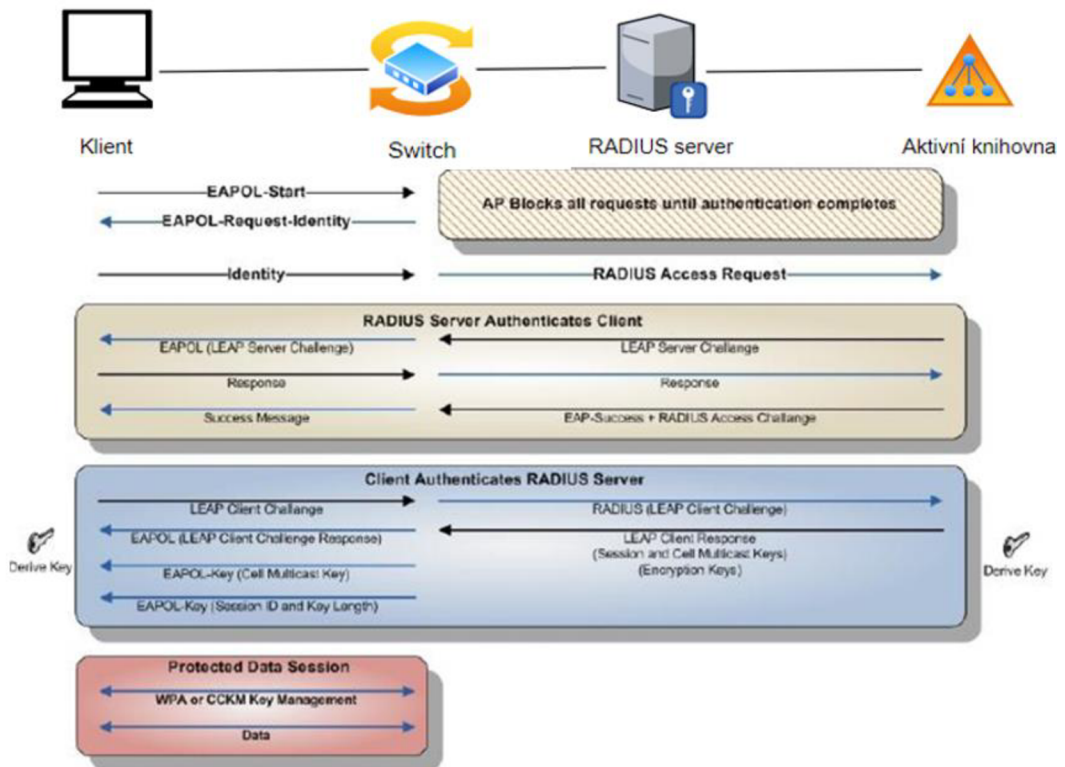 Klient
Switch
RADIUS server
Aktivní knihovna
EAPOL-Start
AP Blocks all requests until authentication completes
EAPOL-Request-Identity
Identity
RADIUS Access Request
RADIUS Server Authenticates Client
EAPOL (LEAP Server Challenge)
LEAP Server Challange
Response
Response
Success Message
EAP-Success + RADIUS Access Challange
Client Authenticates RADIUS Server
LEAP Client Challange
RADIUS (LEAP Client Challenge)
EAPOL (LEAP Client Challenge Response)
LEAP Client Response
(Session and Cell Multicast Keys)
(Encryption Keys)
Derive Key
Derive Key
EAPOL-Key (Cell Multicast Key)
EAPOL-Key (Session ID and Key Length)
Protected Data Session
WPA or CCKM Key Management
Data